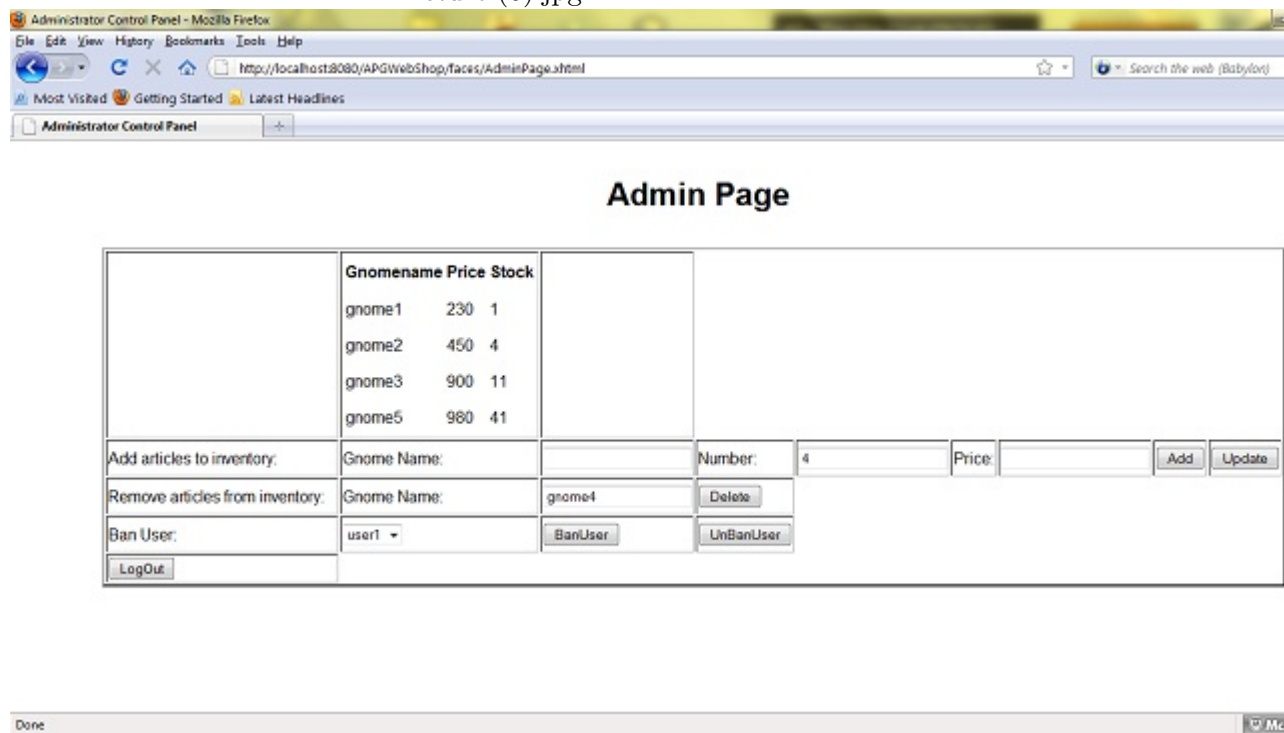 Administrator Control Panel - Mozilla Firefox
File Edit View History Bookmarks Tools Help
http://localhost:8080/APGWebShop/faces/AdminPage.xhtml Search the web (Babylon)
Most Visited Getting Started Latest Headlines
Administrator Control Panel
Admin Page
Gnomename Price Stock
gnome1 230 1
gnome2 450 4
gnome3 900 11
gnome5 980 41
Add articles to inventory: Gnome Name: Number: 4 Price: Add Update
Remove articles from inventory: Gnome Name: gnome4 Delete
Ban User: user1 BanUser UnBanUser
LogOut
Done